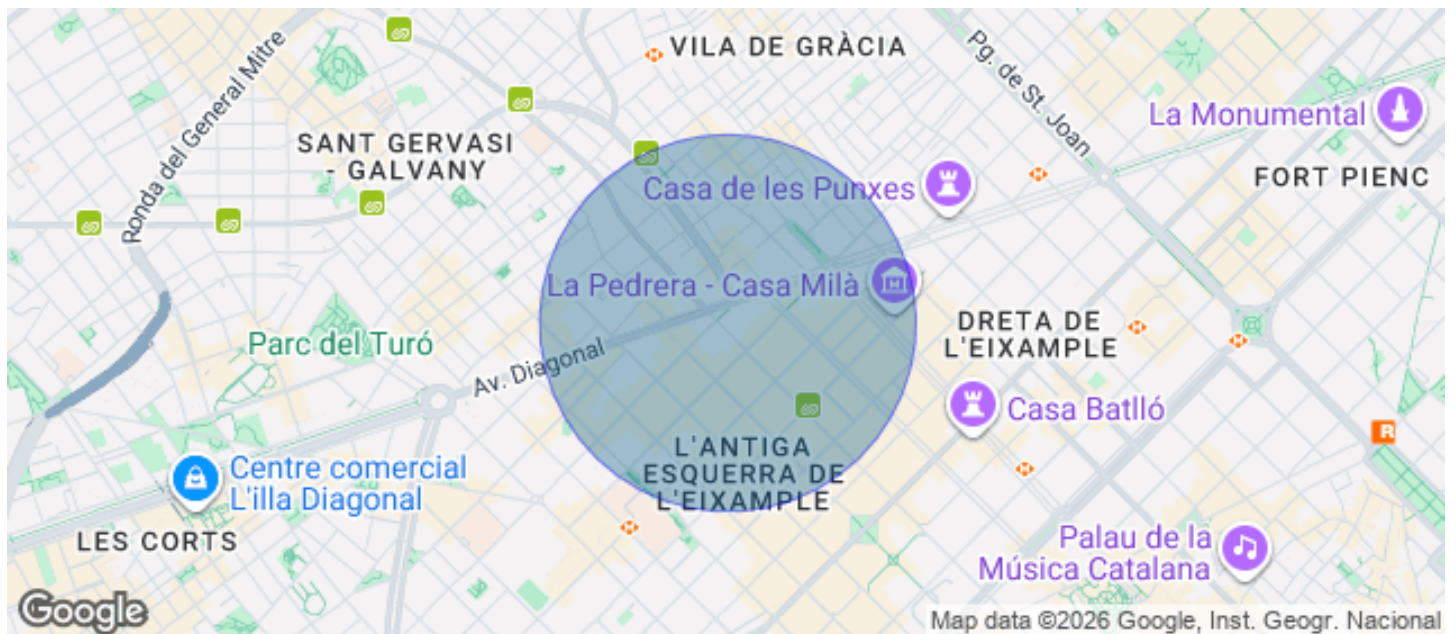 Ronda del General Mitre
VILA DE GRÀCIA
Pg. de St. Joan
La Monumental
SANT GERVASI
- GALVANY
Casa de les Punxes
FORT PIENC
La Pedrera - Casa Milà
Parc del Turó
Av. Diagonal
DRETA DE
L'EIXAMPLE
Casa Batlló
R
L'ANTIGA
ESQUERRA DE
L'EIXAMPLE
Centre comercial
L'illa Diagonal
LES CORTS
Palau de la
Música Catalana
Google
Map data ©2026 Google, Inst. Geogr. Nacional